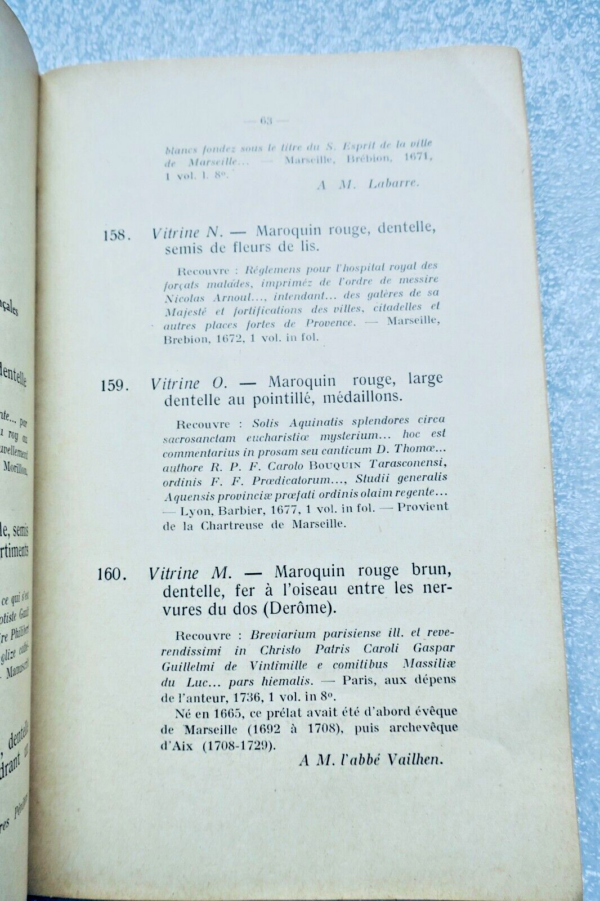 — 63 —
blancs fondez sous le titre du S. Esprit de la ville
de Marseille... — Marseille, Brébion, 1671,
1 vol. I. 8º.
A M. Labarre.
158. Vitrine N. — Maroquin rouge, dentelle,
semis de fleurs de lis.
Recouvre : Réglemens pour l'hospital royal des
forçats malades, impriméz de l'ordre de messire
Nicolas Arnoul..., intendant... des galères de sa
Majesté et fortifications des villes, citadelles et
autres places fortes de Provence. — Marseille,
Brebion, 1672, 1 vol. in fol.
159. Vitrine O. — Maroquin rouge, large
dentelle au pointillé, médaillons.
Recouvre : Solis Aquinatis splendores circa
sacrosanctam eucharistiæ mysterium... hoc est
commentarius in prosam seu canticum D. Thomæ...
authore R. P. F. Carolo BOUQUIN Tarasconensi,
ordinis F. F. Prædicatorum..., Studii generalis
Aquensis provinciæ præfati ordinis olaim regente...
— Lyon, Barbier, 1677, 1 vol. in fol. — Provient
de la Chartreuse de Marseille.
160. Vitrine M. — Maroquin rouge brun,
dentelle, fer à l'oiseau entre les ner-
vures du dos (Derôme).
Recouvre : Breviarium parisiense ill. et reve-
rendissimi in Christo Patris Caroli Gaspar
Guillelmi de Vintimille e comitibus Massiliæ
du Luc... pars hiemalis. — Paris, aux dépens
de l'anteur, 1736, 1 vol. in 8º.
Né en 1665, ce prélat avait été d'abord évêque
de Marseille (1692 à 1708), puis archevêque
d'Aix (1708-1729).
A M. l'abbé Vailhen.